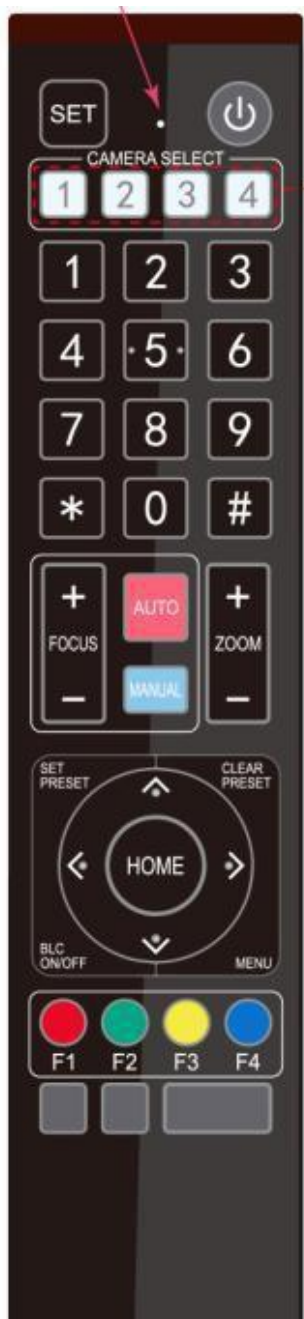 SET
CAMERA SELECT
1 2 3 4
1 2 3
4 5 6
7 8 9
* 0 #
+ AUTO +
FOCUS ZOOM
- MANUAL -
SET PRESET
CLEAR PRESET
HOME
BLC ON/OFF
MENU
F1 F2 F3 F4